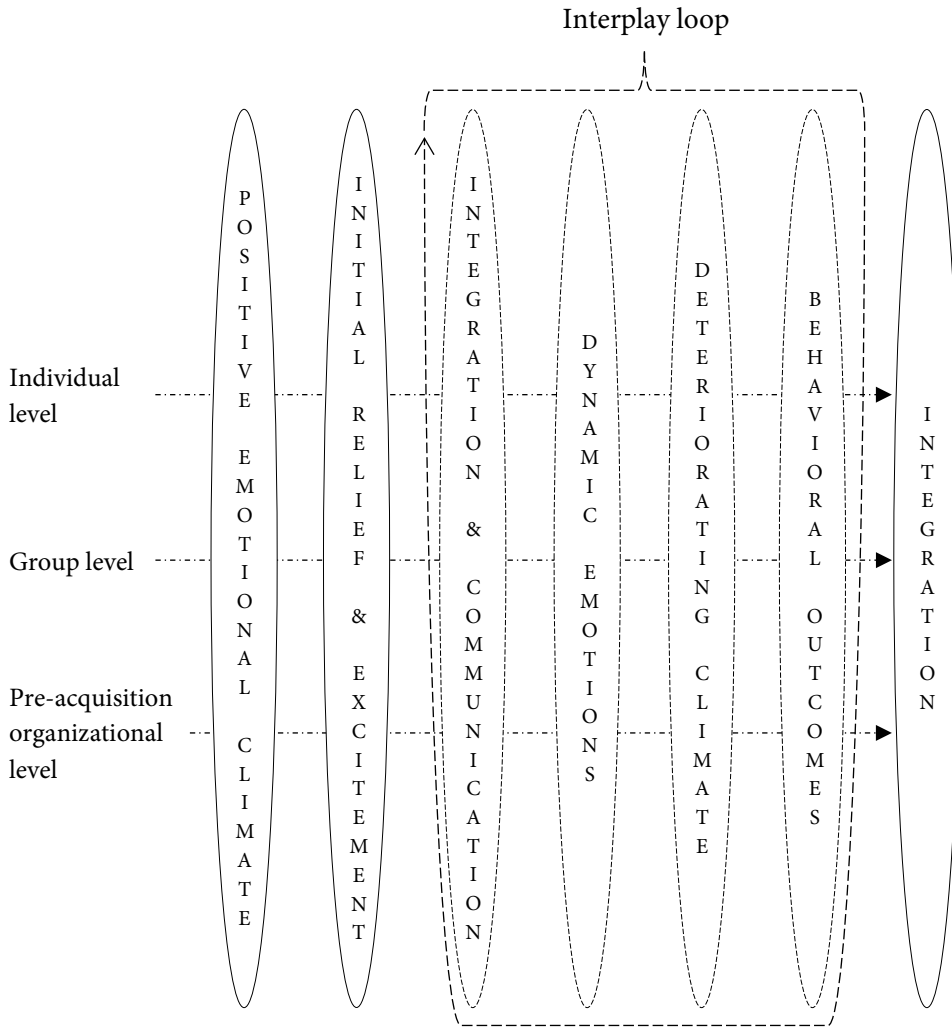 Interplay loop
POSITIVE EMOTIONAL CLIMATE
INITIAL RELIEF & EXCITEMENT
INTEGRATION & COMMUNICATION
DYNAMIC EMOTIONS
DETERIORATING CLIMATE
BEHAVIORAL OUTCOMES
INTEGRATION
Individual
level
Group level
Pre-acquisition
organizational
level